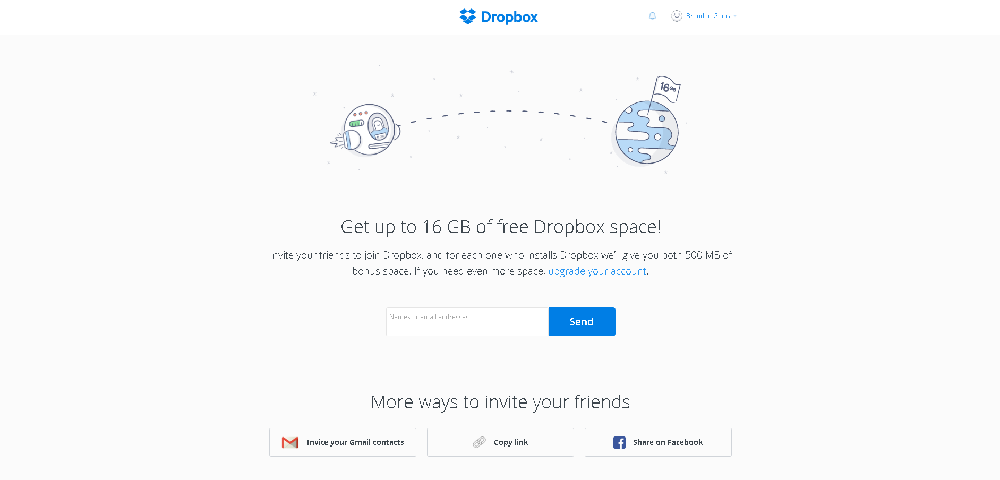 Dropbox
Brandon Gains
16 GB
Get up to 16 GB of free Dropbox space!
Invite your friends to join Dropbox, and for each one who installs Dropbox we'll give you both 500 MB of
bonus space. If you need even more space, upgrade your account.
Names or email addresses
Send
More ways to invite your friends
Invite your Gmail contacts
Copy link
Share on Facebook